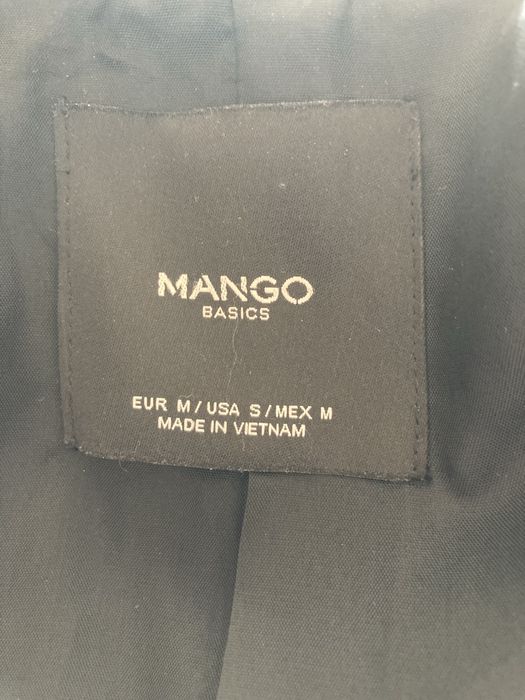 MANGO
BASICS
EUR M / USA S / MEX M
MADE IN VIETNAM